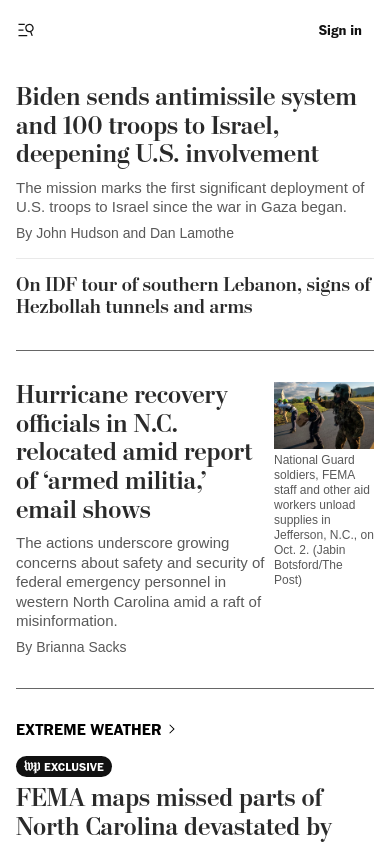 Sign in
Biden sends antimissile system
and 100 troops to Israel,
deepening U.S. involvement
The mission marks the first significant deployment of
U.S. troops to Israel since the war in Gaza began.
By John Hudson and Dan Lamothe
On IDF tour of southern Lebanon, signs of
Hezbollah tunnels and arms
Hurricane recovery
officials in N.C.
relocated amid report
of ‘armed militia,’
email shows
The actions underscore growing
concerns about safety and security of
federal emergency personnel in
western North Carolina amid a raft of
misinformation.
By Brianna Sacks
National Guard
soldiers, FEMA
staff and other aid
workers unload
supplies in
Jefferson, N.C., on
Oct. 2. (Jabin
Botsford/The
Post)
EXTREME WEATHER
wp EXCLUSIVE
FEMA maps missed parts of
North Carolina devastated by